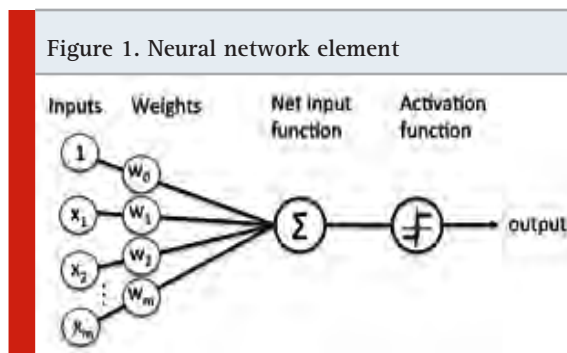 Figure 1. Neural network element
Inputs Weights Net input function Activation function
1 w0
x1 w1
x2 w2
⋮ wm
xm
Σ
output